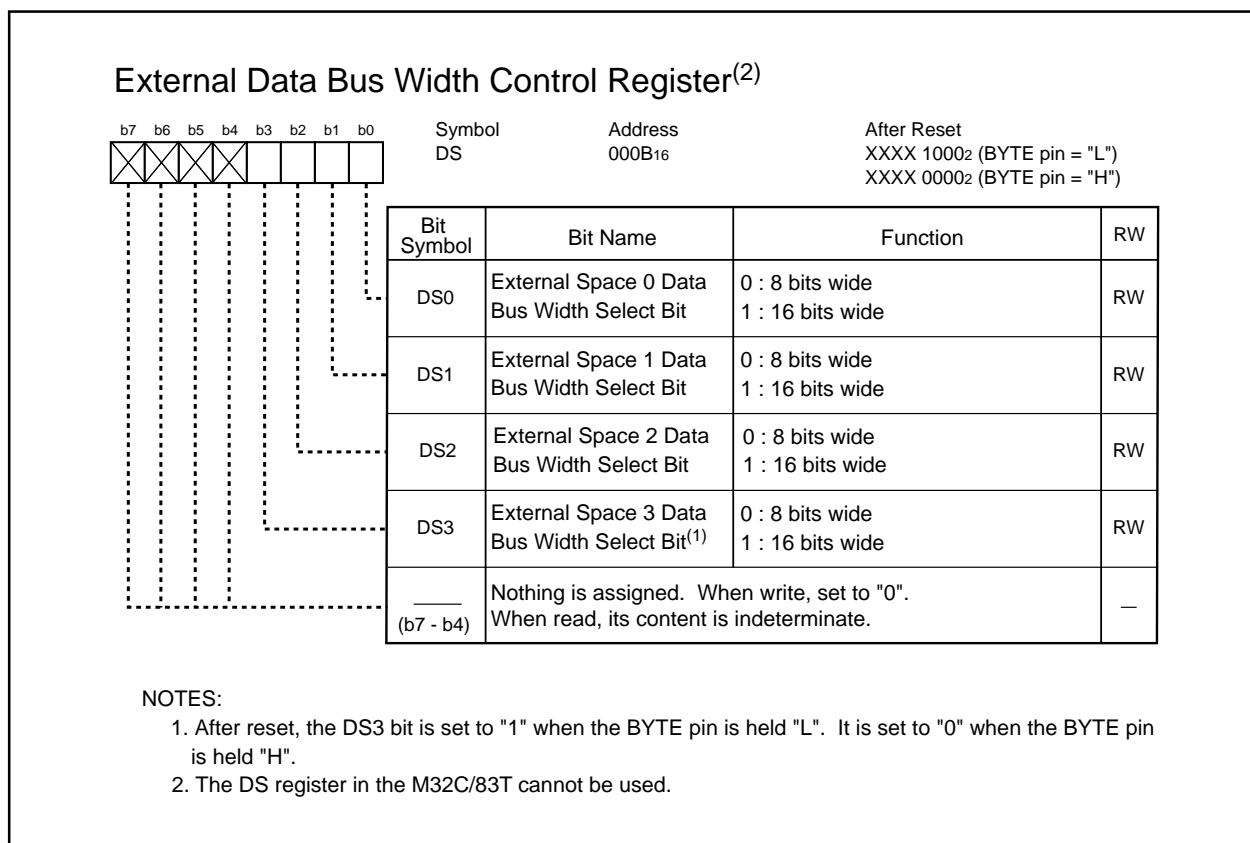 External Data Bus Width Control Register(2)
b7 b6 b5 b4 b3 b2 b1 b0
Symbol Address After Reset
DS 000B16 XXXX 10002 (BYTE pin = "L")
XXXX 00002 (BYTE pin = "H")
Bit Symbol Bit Name Function RW
DS0 External Space 0 Data 0 : 8 bits wide RW
Bus Width Select Bit 1 : 16 bits wide
DS1 External Space 1 Data 0 : 8 bits wide RW
Bus Width Select Bit 1 : 16 bits wide
DS2 External Space 2 Data 0 : 8 bits wide RW
Bus Width Select Bit 1 : 16 bits wide
DS3 External Space 3 Data 0 : 8 bits wide RW
Bus Width Select Bit(1) 1 : 16 bits wide
Nothing is assigned. When write, set to "0". —
(b7 - b4) When read, its content is indeterminate.
NOTES:
1. After reset, the DS3 bit is set to "1" when the BYTE pin is held "L". It is set to "0" when the BYTE pin
is held "H".
2. The DS register in the M32C/83T cannot be used.